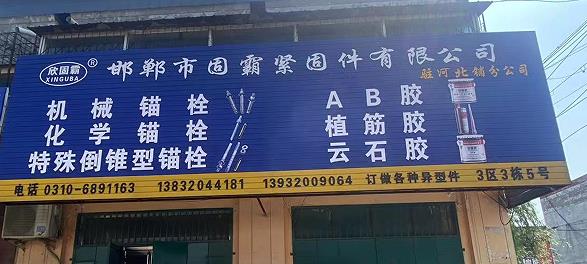 欣固霸 ®
XINGUBA
邯郸市固霸紧固件有限公司
驻河北铺分公司
机械锚栓 AB胶
化学锚栓 植筋胶
特殊倒锥型锚栓 云石胶
电话 0310-6891163 13832044181 13932009064 订做各种异型件 3区3栋5号